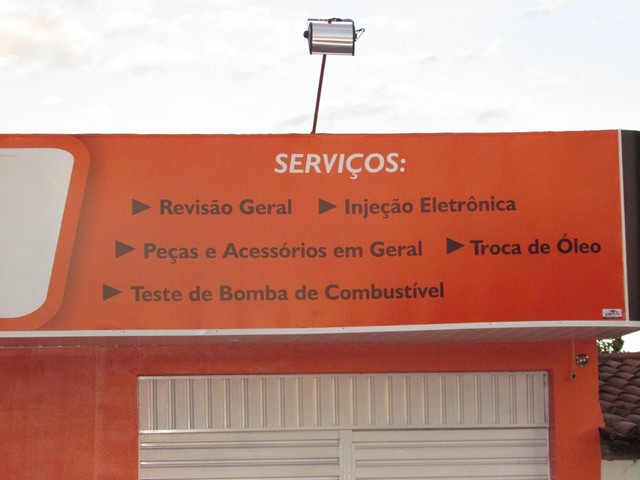 SERVIÇOS:
► Revisão Geral ► Injeção Eletrônica
► Peças e Acessórios em Geral ► Troca de Óleo
► Teste de Bomba de Combustível